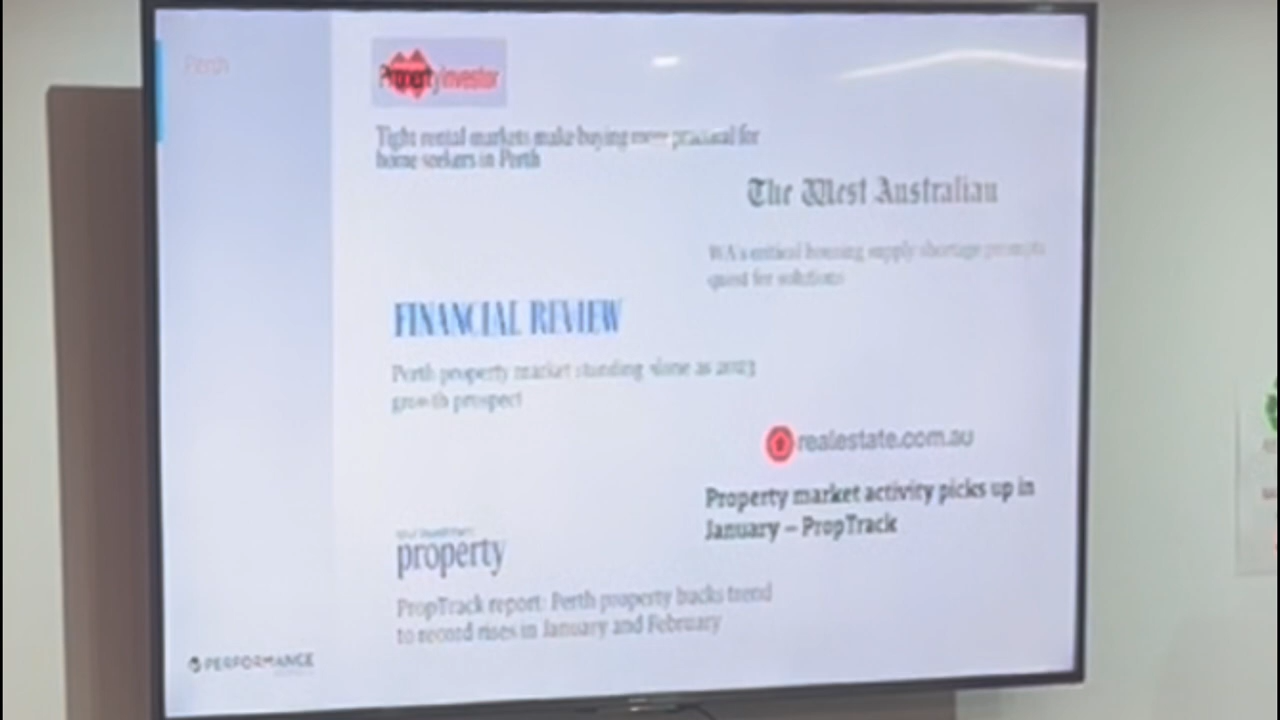 Perth
Propertyinvestor
Tight rental markets make buying more practical for
home seekers in Perth
The West Australian
WA's critical housing supply shortage prompts
quest for solutions
FINANCIAL REVIEW
Perth property market standing alone as 2023
growth prospect
realestate.com.au
Property market activity picks up in
January – PropTrack
property
PropTrack report: Perth property bucks trend
to record rises in January and February
PERFORMANCE